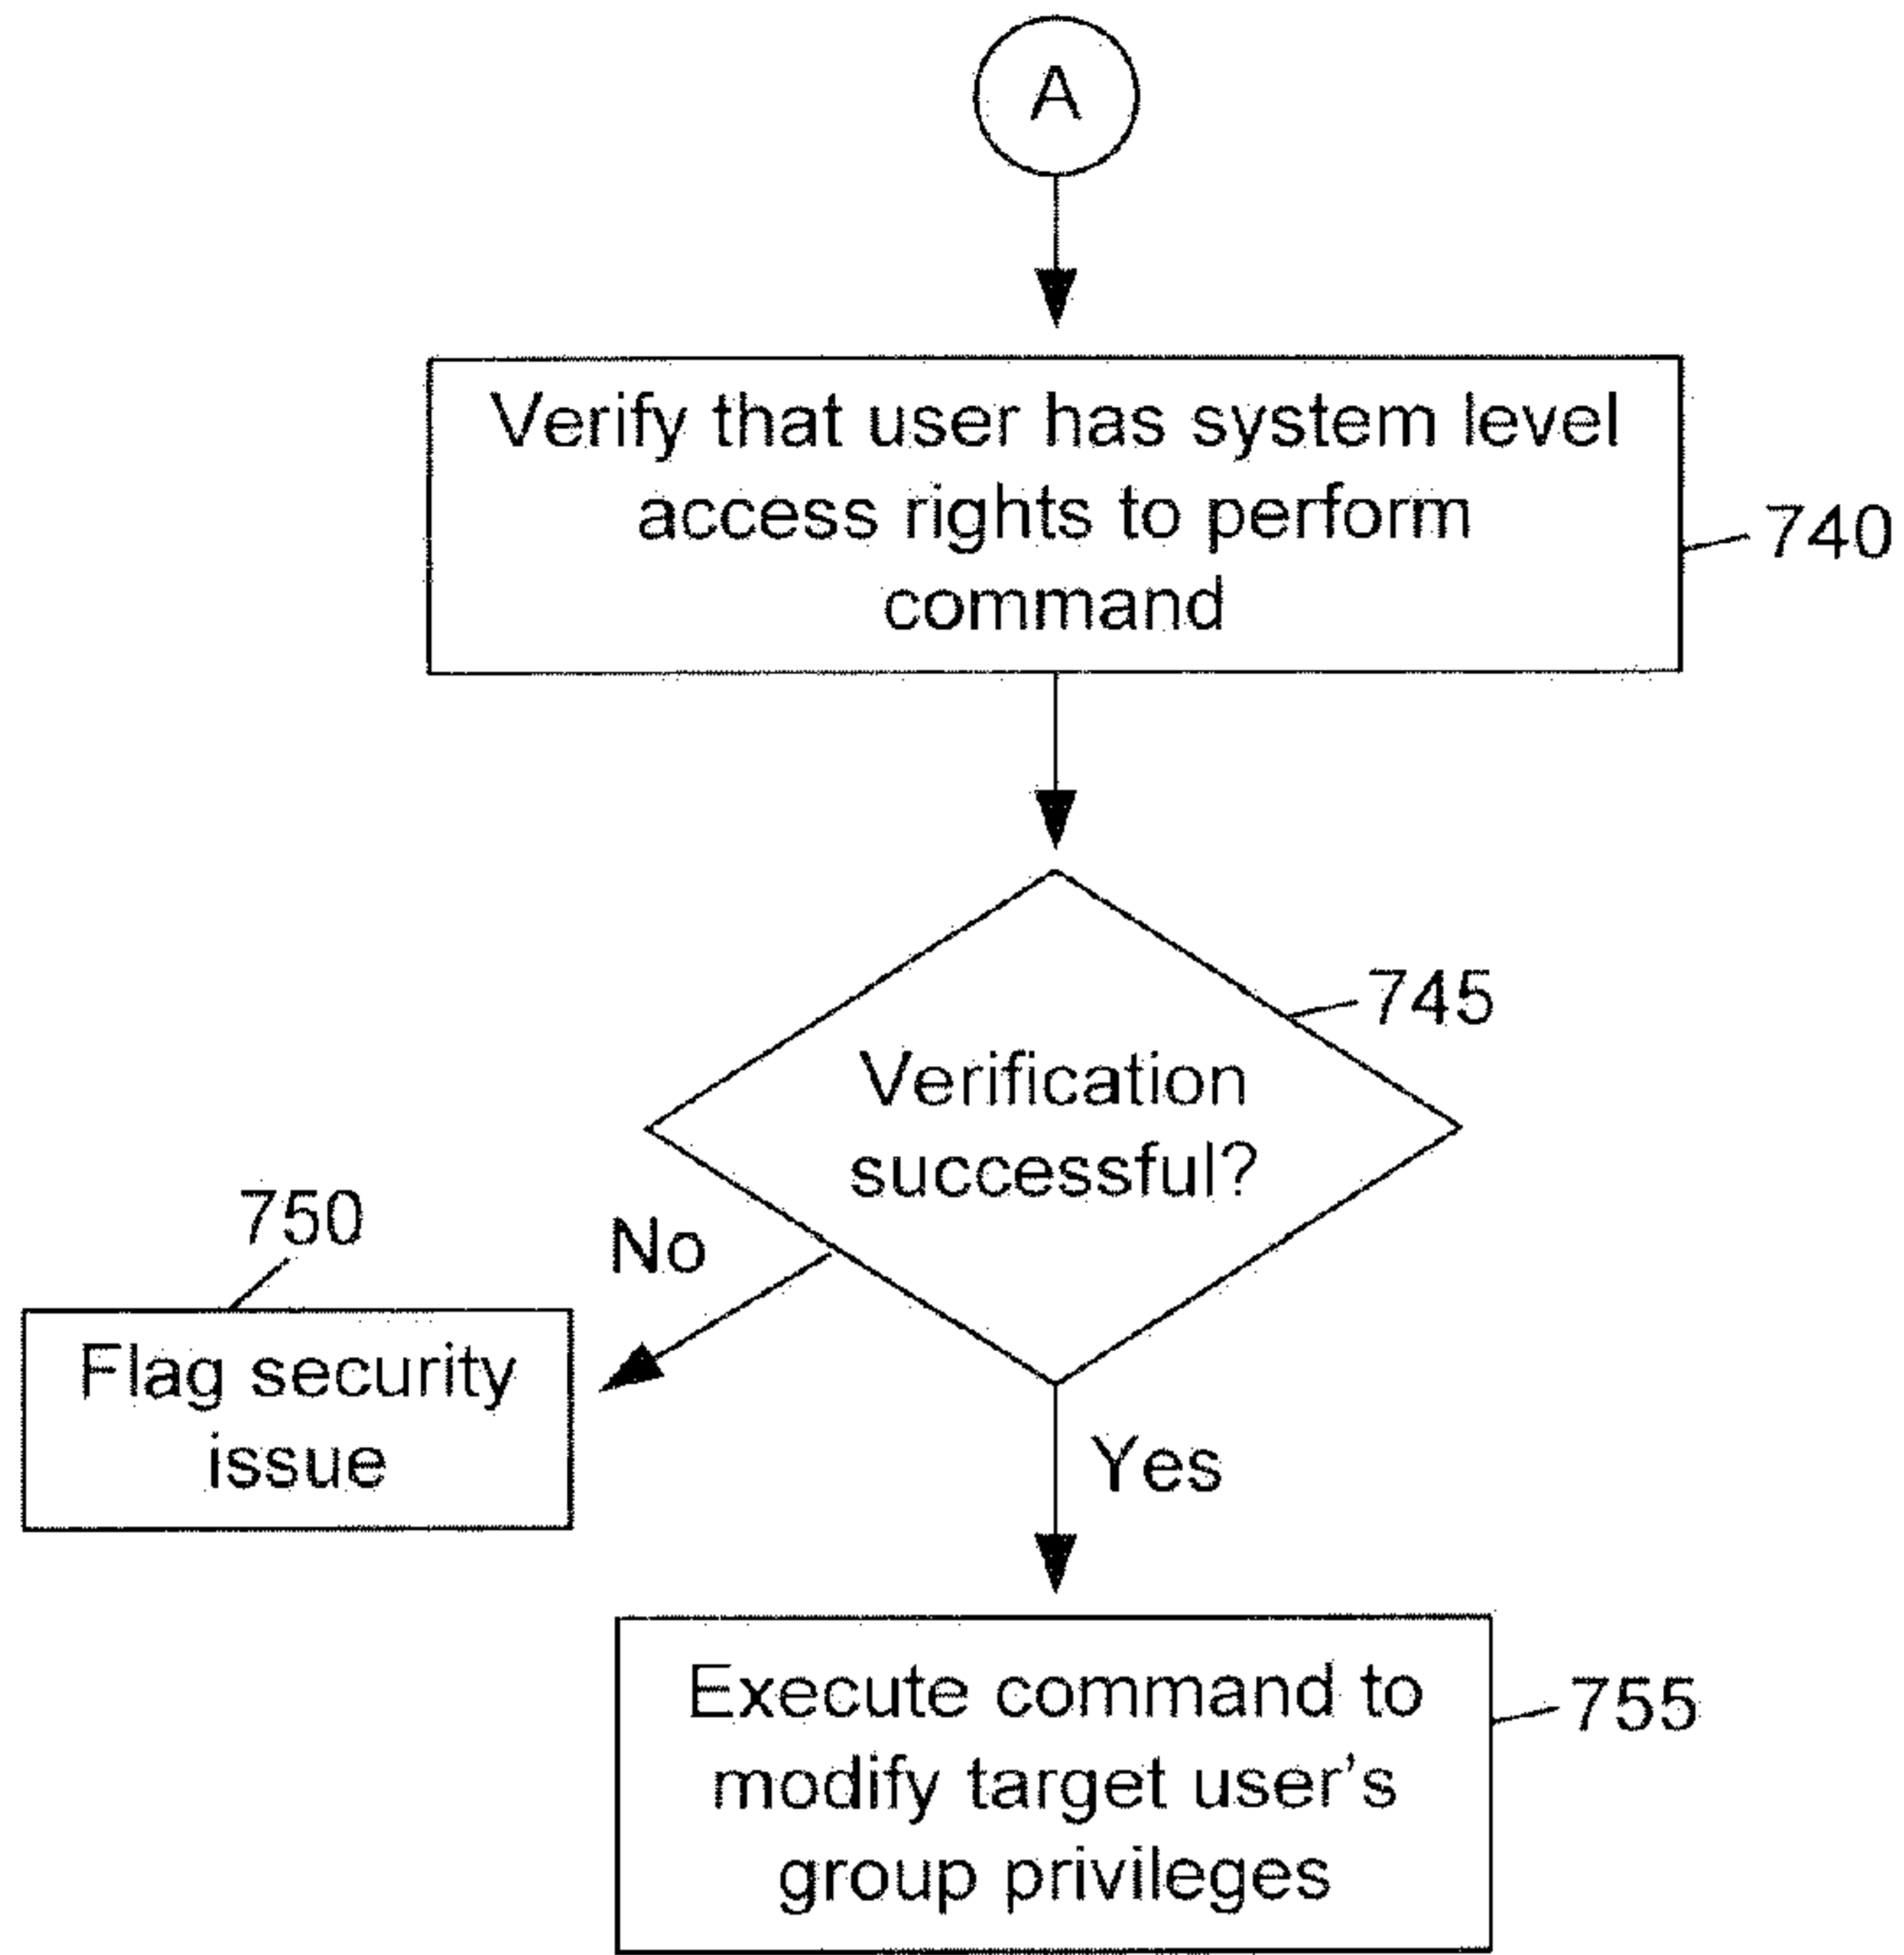 A
Verify that user has system level
access rights to perform
command
740
745
Verification
successful?
750
No
Flag security
issue
Yes
Execute command to
modify target user's
group privileges
755